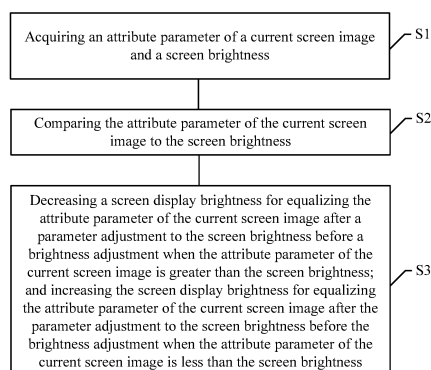 Acquiring an attribute parameter of a current screen image
and a screen brightness
S1
Comparing the attribute parameter of the current screen
image to the screen brightness
S2
Decreasing a screen display brightness for equalizing the
attribute parameter of the current screen image after a
parameter adjustment to the screen brightness before a
brightness adjustment when the attribute parameter of the
current screen image is greater than the screen brightness;
and increasing the screen display brightness for equalizing
the attribute parameter of the current screen image after the
parameter adjustment to the screen brightness before the
brightness adjustment when the attribute parameter of the
current screen image is less than the screen brightness
S3